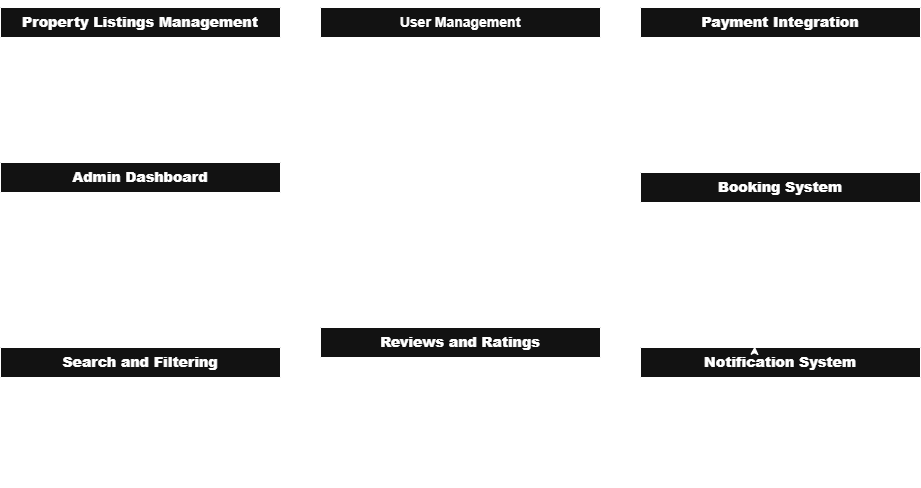 Property Listings Management
User Management
Payment Integration
Admin Dashboard
Booking System
Reviews and Ratings
Search and Filtering
Notification System